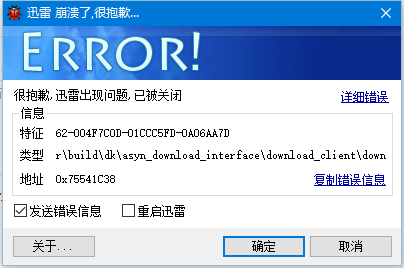 迅雷 崩溃了,很抱歉...
ERROR!
很抱歉,迅雷出现问题,已被关闭
详细错误
信息
特征 62-004F7C0D-01CCC5FD-0A06AA7D
类型 r\build\dk\asyn_download_interface\download_client\down
地址 0x75541C38
复制错误信息
发送错误信息 重启迅雷
关于... 确定 取消